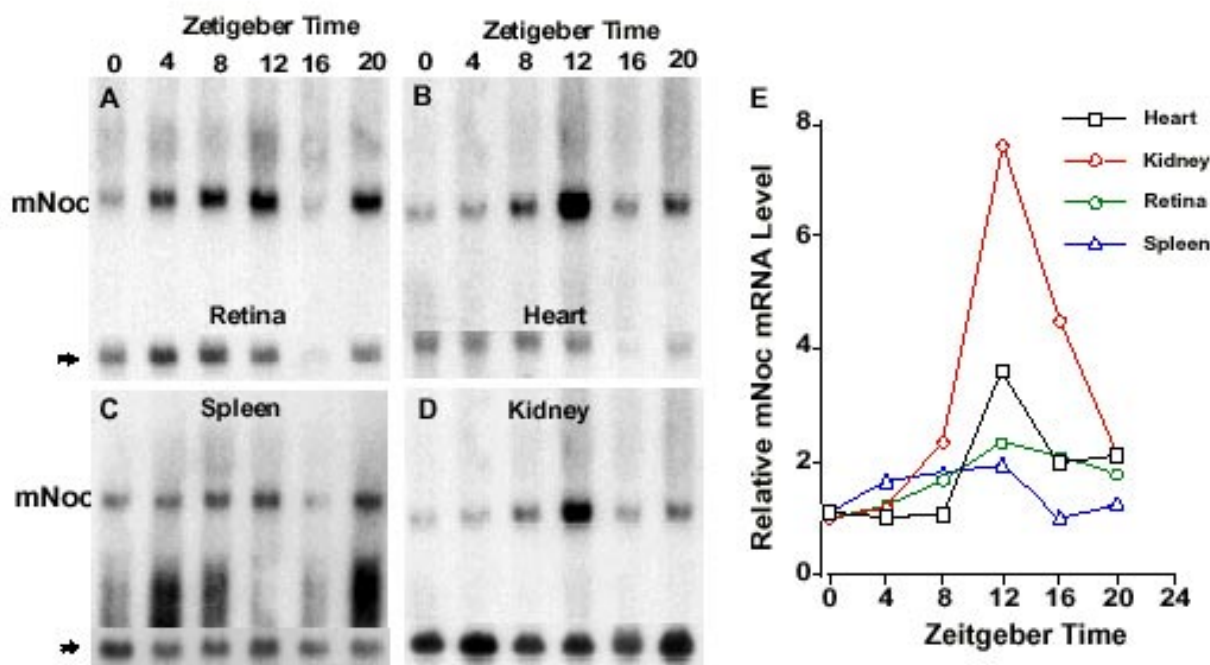 Zetigeber Time
0 4 8 12 16 20
A
mNoc
Retina
Zetigeber Time
0 4 8 12 16 20
B
Heart
C
Spleen
mNoc
D
Kidney
E
Relative mNoc mRNA Level
8
6
4
2
0
0 4 8 12 16 20 24
Zeitgeber Time
Heart
Kidney
Retina
Spleen